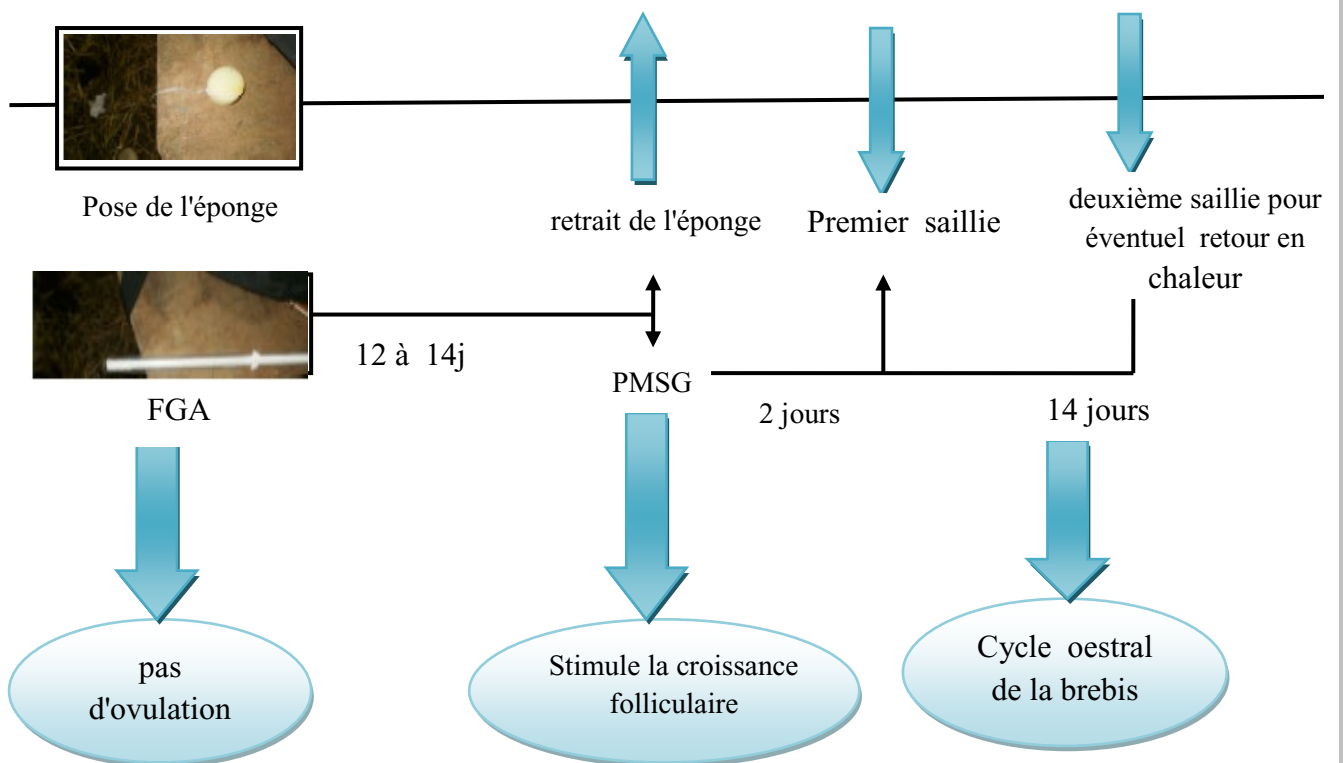 Pose de l'éponge
retrait de l'éponge
Premier saillie
deuxième saillie pour
éventuel retour en
chaleur
12 à 14j
FGA
PMSG
2 jours
14 jours
pas
d'ovulation
Stimule la croissance
folliculaire
Cycle oestral
de la brebis